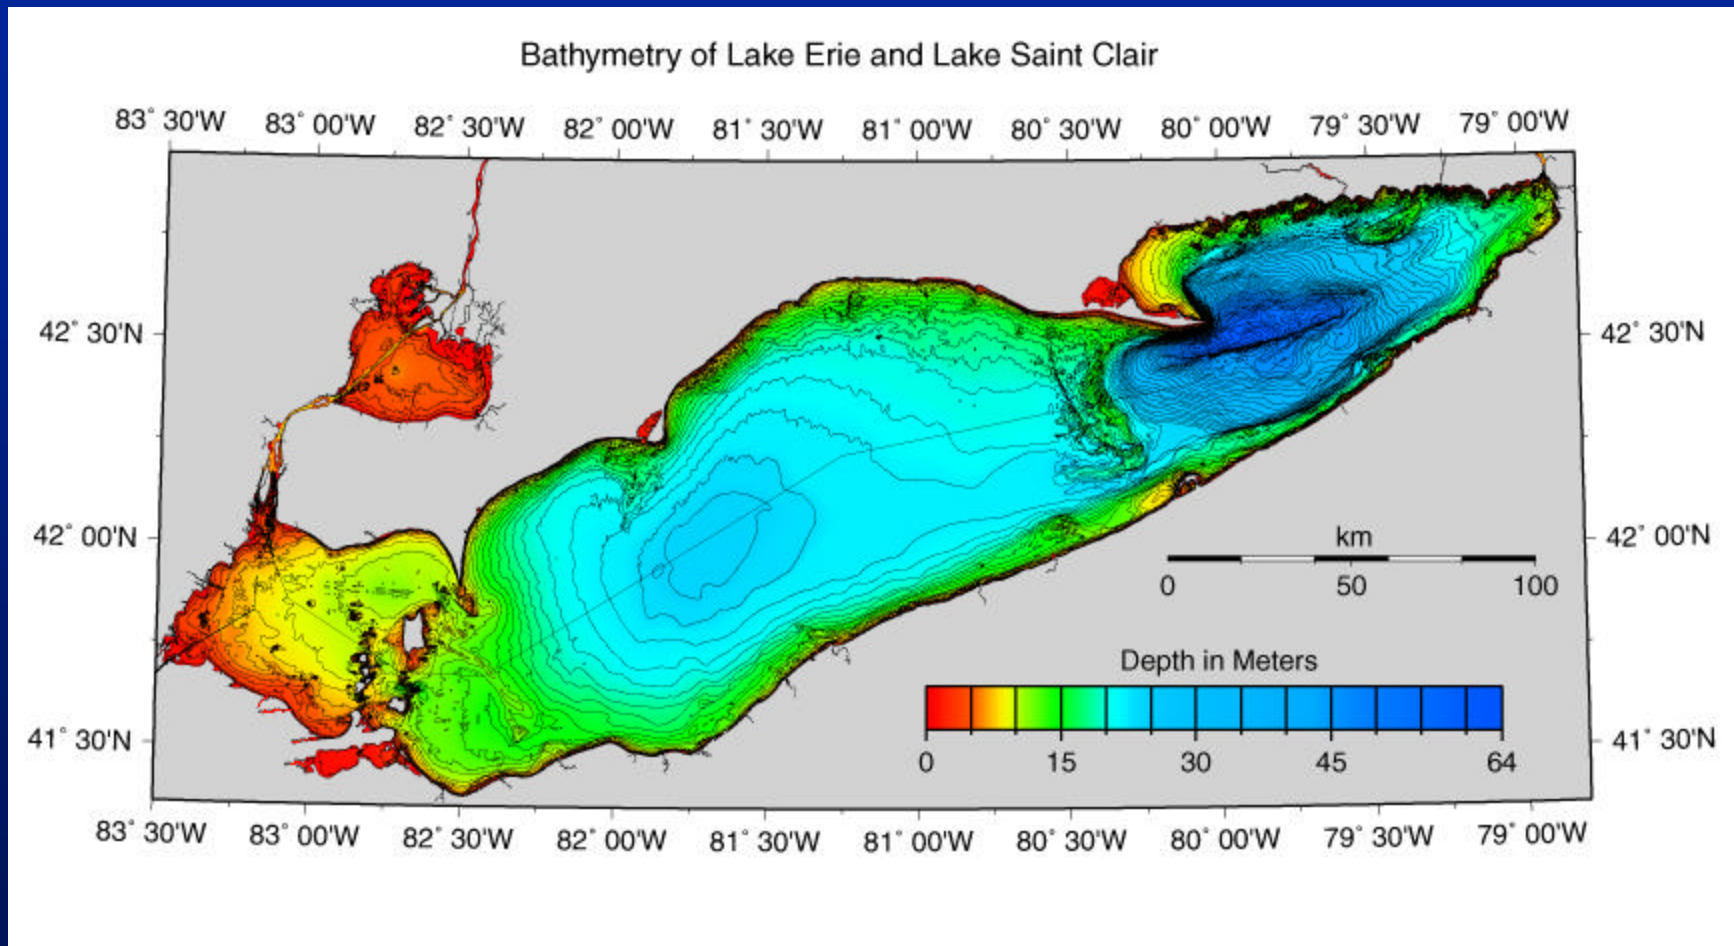 Bathymetry of Lake Erie and Lake Saint Clair
83° 30'W 83° 00'W 82° 30'W 82° 00'W 81° 30'W 81° 00'W 80° 30'W 80° 00'W 79° 30'W 79° 00'W
42° 30'N 42° 30'N
42° 00'N 42° 00'N
km
0 50 100
Depth in Meters
41° 30'N 41° 30'N
0 15 30 45 64
83° 30'W 83° 00'W 82° 30'W 82° 00'W 81° 30'W 81° 00'W 80° 30'W 80° 00'W 79° 30'W 79° 00'W